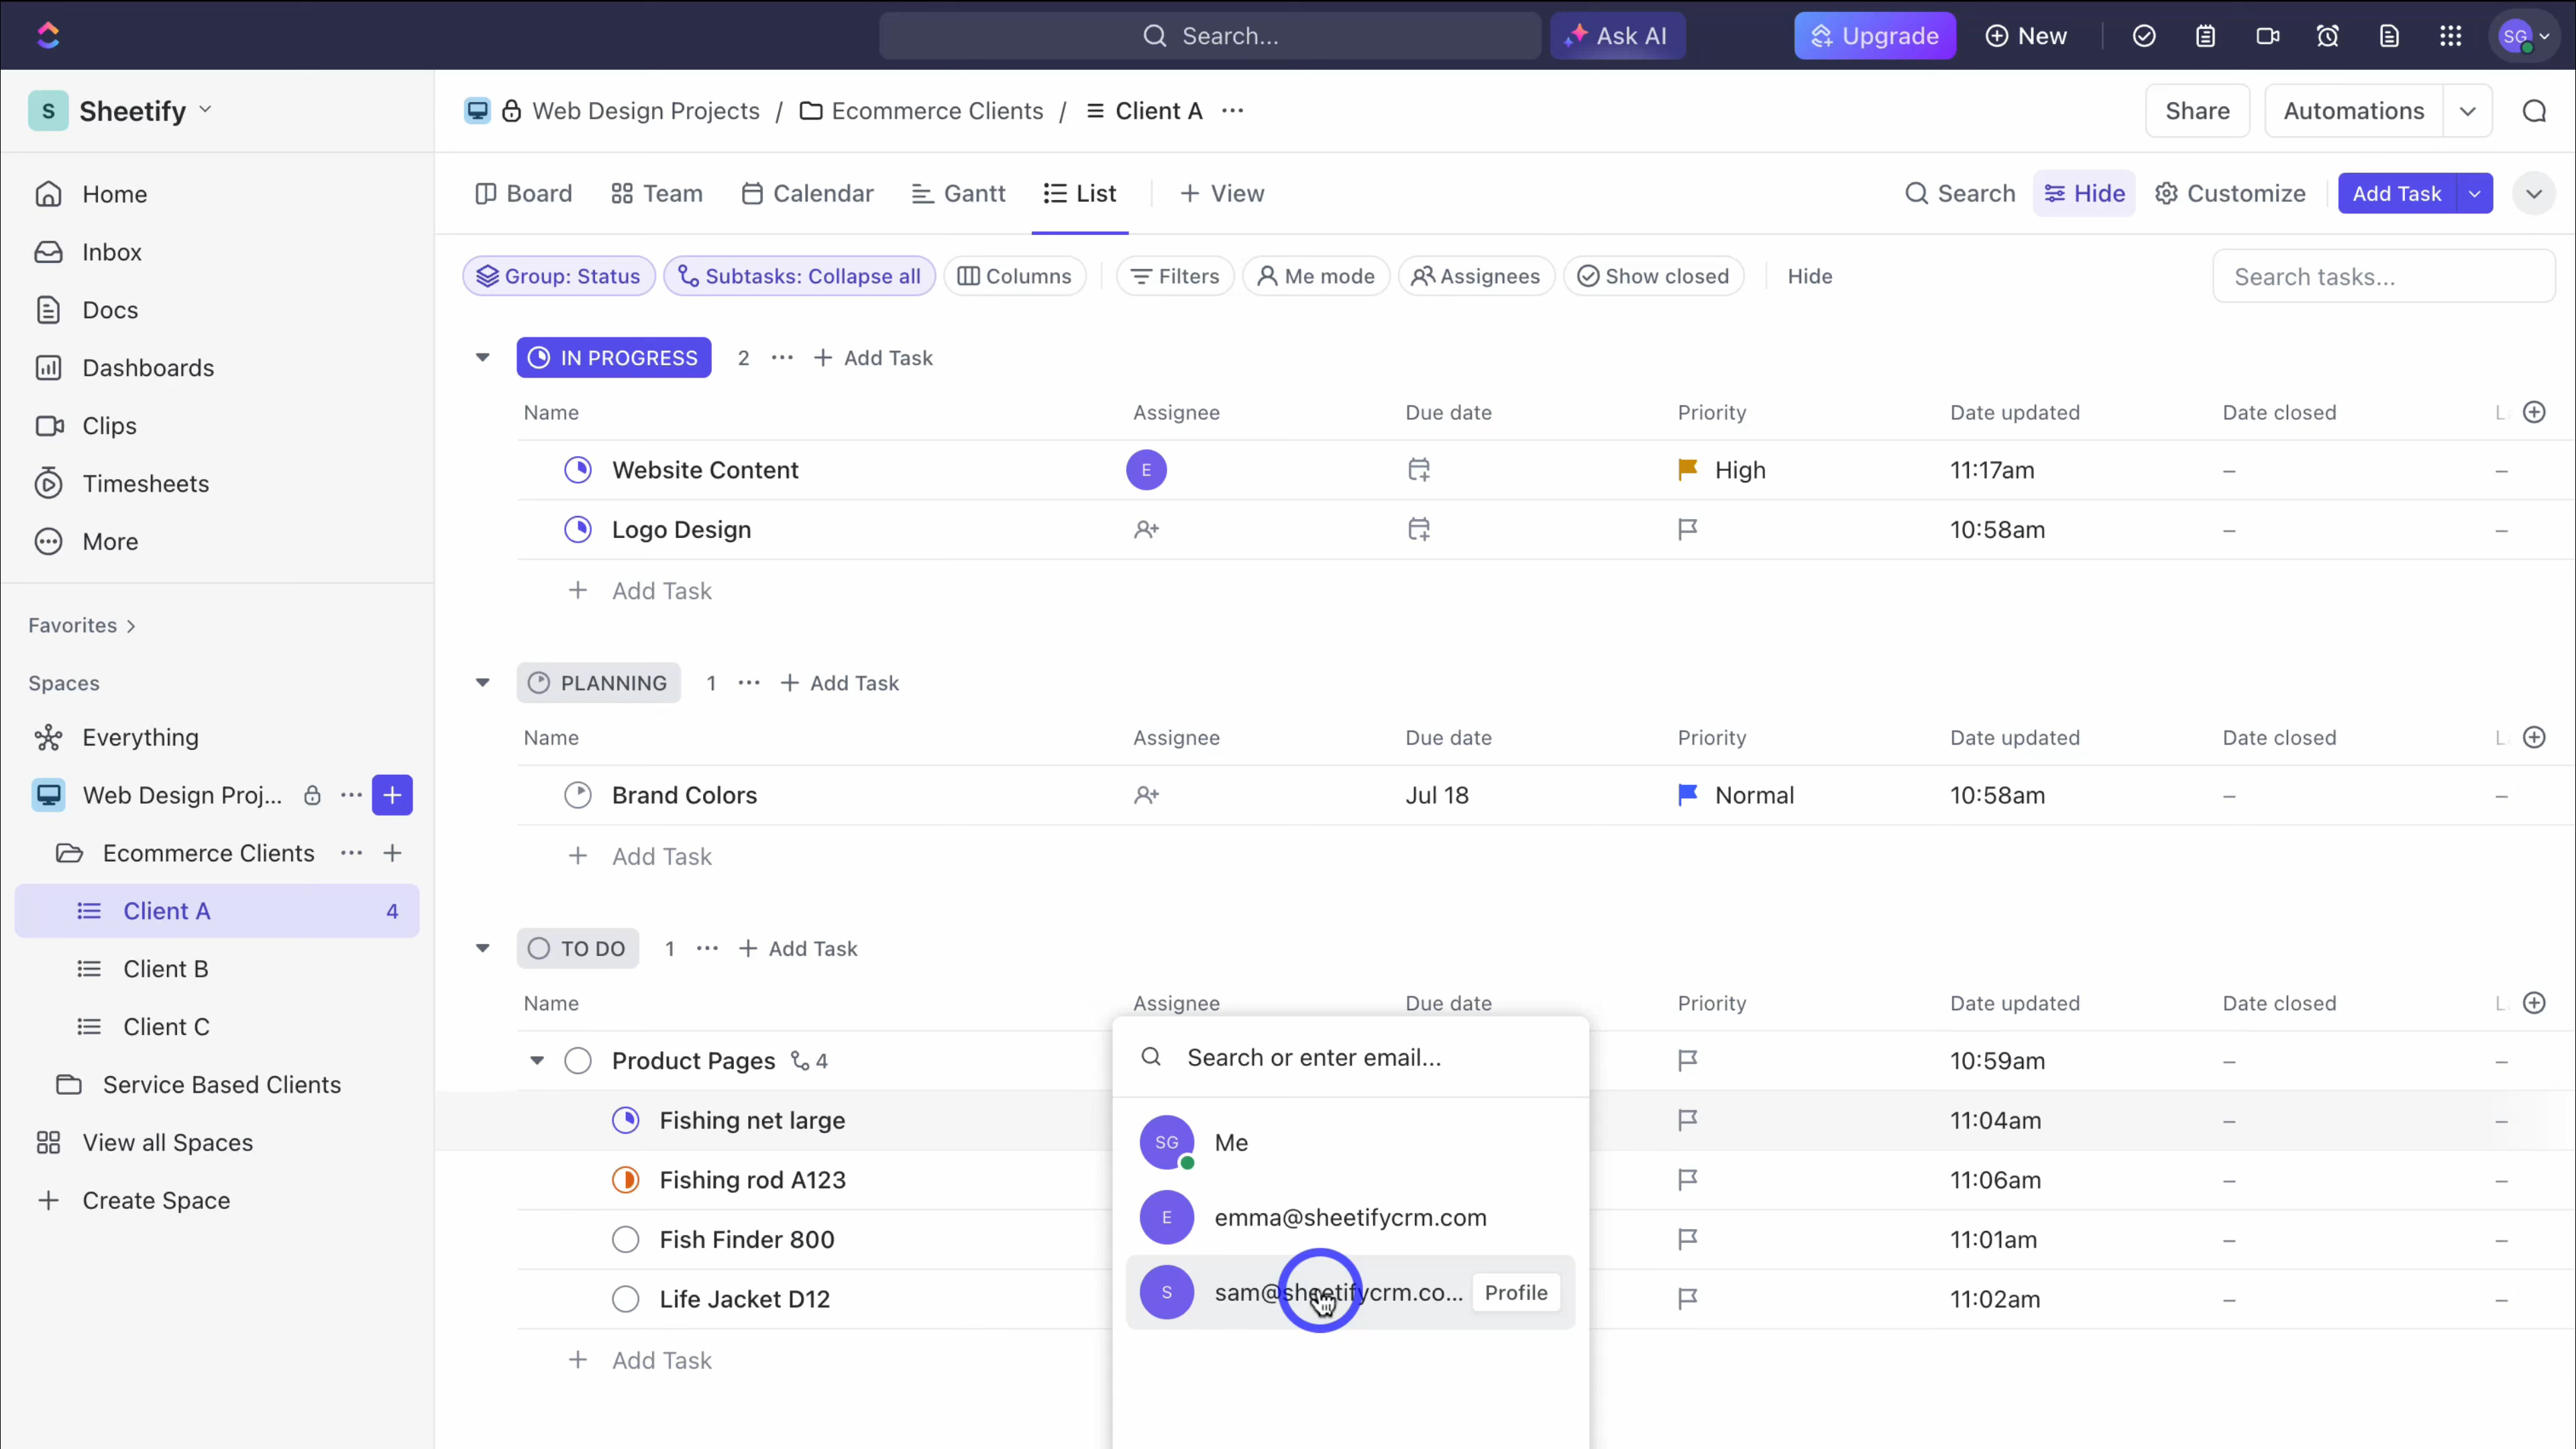 Search...
Ask AI
Upgrade
New
SG
S
Sheetify
Web Design Projects / Ecommerce Clients / Client A
Share
Automations
Home
Inbox
Docs
Dashboards
Clips
Timesheets
More
Favorites
Spaces
Everything
Web Design Proj...
Ecommerce Clients
Client A 4
Client B
Client C
Service Based Clients
View all Spaces
Create Space
Board
Team
Calendar
Gantt
List
View
Search
Hide
Customize
Add Task
Group: Status
Subtasks: Collapse all
Columns
Filters
Me mode
Assignees
Show closed
Hide
Search tasks...
IN PROGRESS 2 ... + Add Task
Name Assignee Due date Priority Date updated Date closed
Website Content E High 11:17am –
Logo Design 10:58am –
+ Add Task
PLANNING 1 ... + Add Task
Name Assignee Due date Priority Date updated Date closed
Brand Colors Jul 18 Normal 10:58am –
+ Add Task
TO DO 1 ... + Add Task
Name Assignee Due date Priority Date updated Date closed
Product Pages 4 10:59am –
Fishing net large 11:04am –
Fishing rod A123 11:06am –
Fish Finder 800 11:01am –
Life Jacket D12 11:02am –
+ Add Task
Search or enter email...
SG Me
E emma@sheetifycrm.com
S sam@sheetifycrm.co... Profile